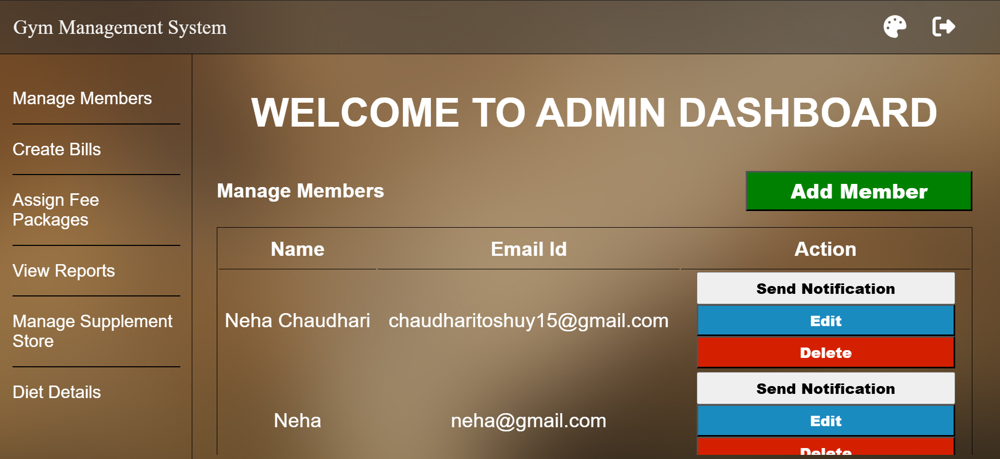 Gym Management System
Manage Members
Create Bills
Assign Fee
Packages
View Reports
Manage Supplement
Store
Diet Details
WELCOME TO ADMIN DASHBOARD
Manage Members
Add Member
Name Email Id Action
Neha Chaudhari chaudharitoshuy15@gmail.com
Send Notification
Edit
Delete
Neha neha@gmail.com
Send Notification
Edit
Delete